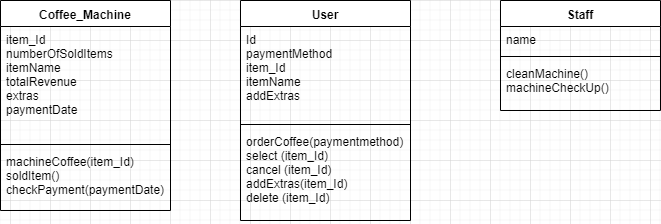 Coffee_Machine
item_Id
numberOfSoldItems
itemName
totalRevenue
extras
paymentDate
machineCoffee(item_Id)
soldItem()
checkPayment(paymentDate)
User
Id
paymentMethod
item_Id
itemName
addExtras
orderCoffee(paymentmethod)
select (item_Id)
cancel (item_Id)
addExtras(item_Id)
delete (item_Id)
Staff
name
cleanMachine()
machineCheckUp()